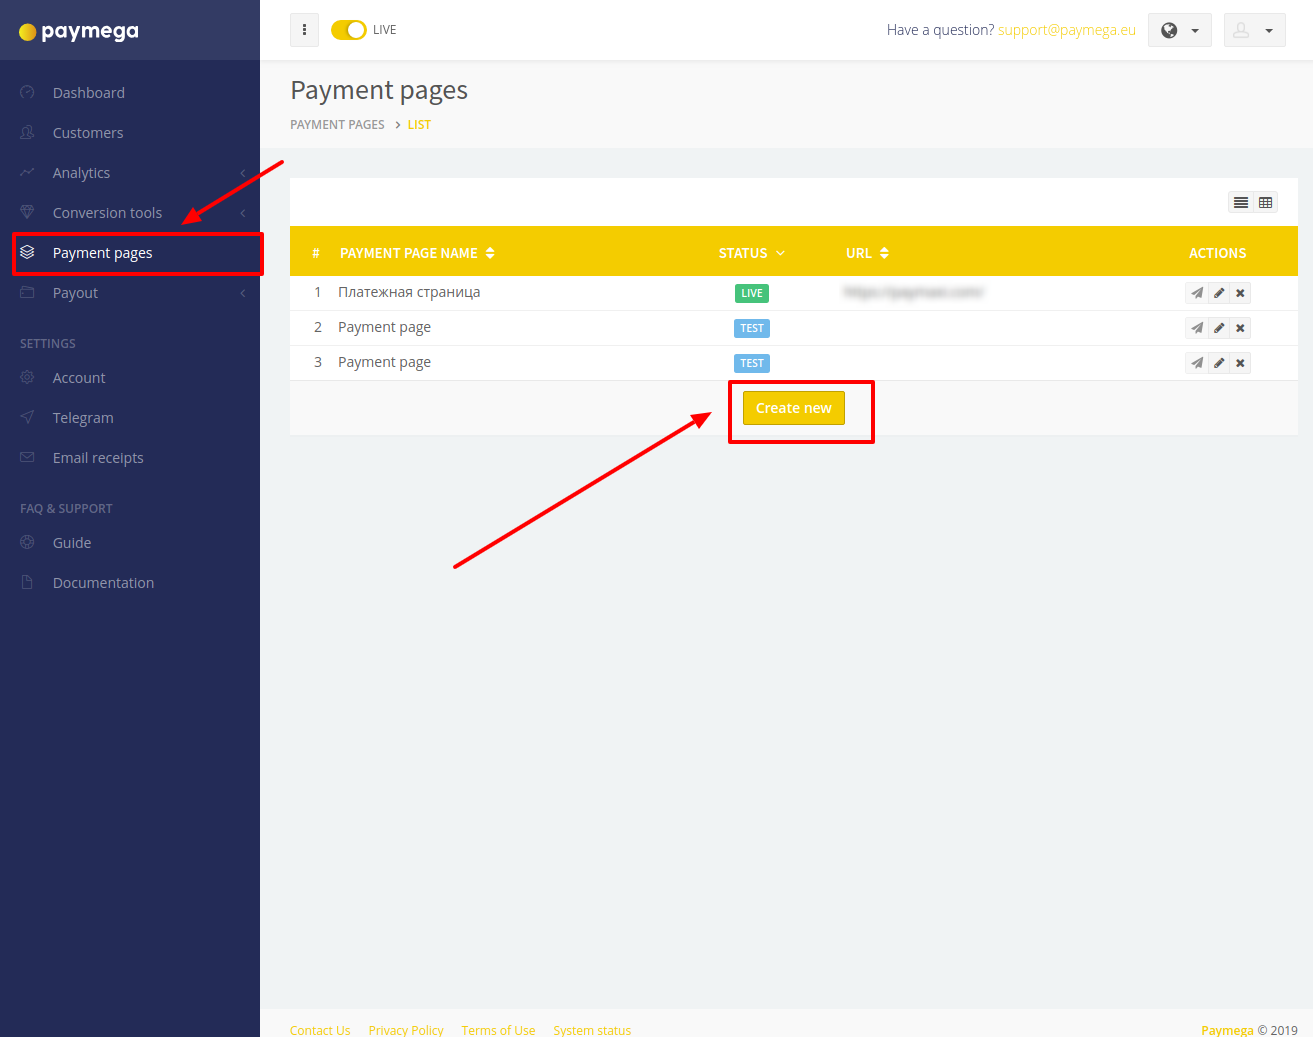 paymega
LIVE
Have a question? support@paymega.eu
Dashboard
Customers
Analytics
Conversion tools
Payment pages
Payout
SETTINGS
Account
Telegram
Email receipts
FAQ & SUPPORT
Guide
Documentation
Payment pages
PAYMENT PAGES > LIST
# PAYMENT PAGE NAME STATUS URL ACTIONS
1 Платежная страница LIVE
2 Payment page TEST
3 Payment page TEST
Create new
Contact Us Privacy Policy Terms of Use System status Paymega © 2019